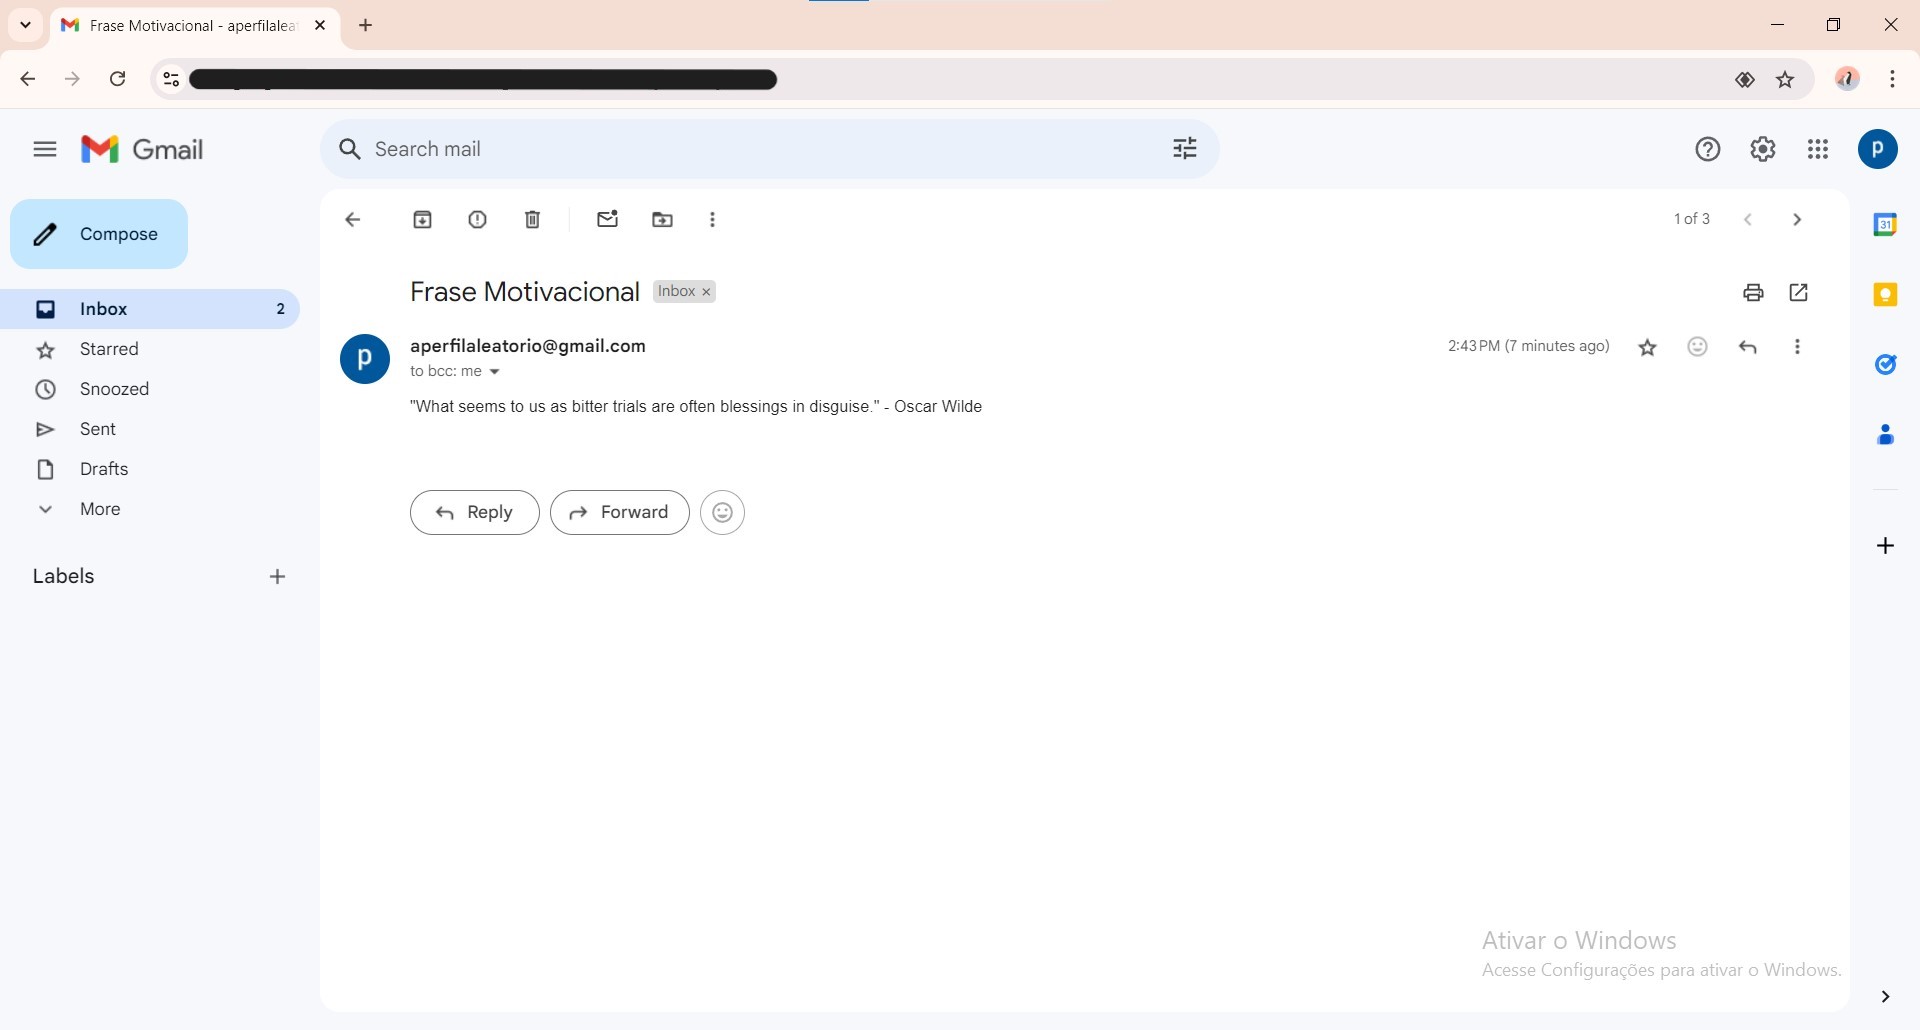 Frase Motivacional - aperfilalea
Gmail
Search mail
p
Compose
1 of 3
Inbox 2
Starred
Snoozed
Sent
Drafts
More
Labels
31
Frase Motivacional Inbox ×
p
aperfilaleatorio@gmail.com
2:43 PM (7 minutes ago)
to bcc: me
"What seems to us as bitter trials are often blessings in disguise." - Oscar Wilde
Reply
Forward
Ativar o Windows
Acesse Configurações para ativar o Windows.